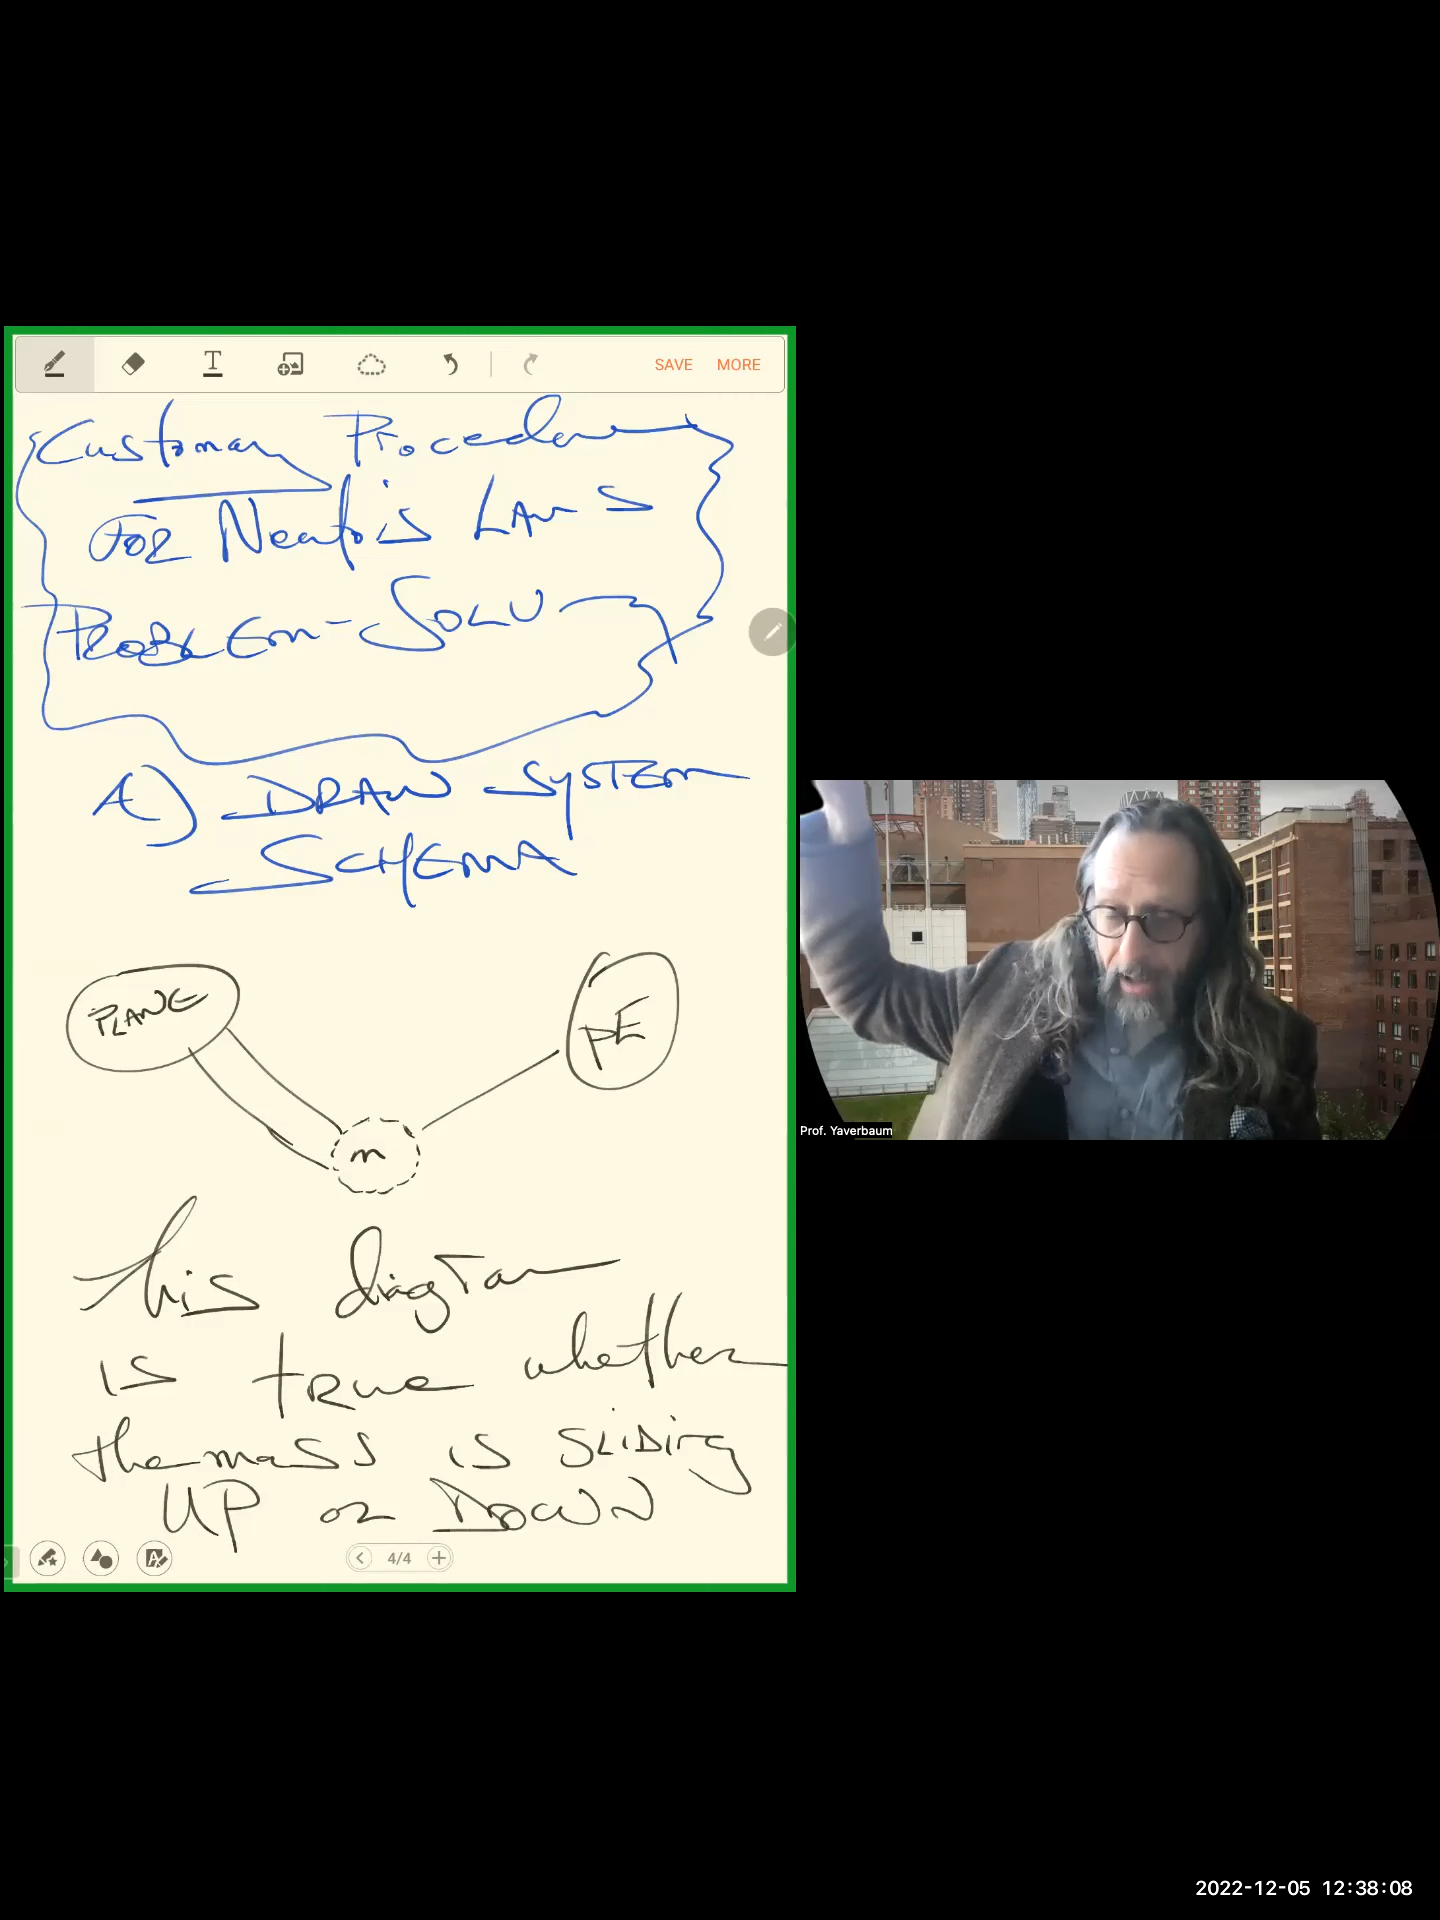 SAVE MORE
Customary Procedure
FOR Newton's LAWS
PROBLEM-SOLV
A) DRAW SYSTEM
SCHEMA
PLANE
PE
m
this diagram
is TRUE whether
the mass is SLIDING
UP or DOWN
4/4
Prof. Yaverbaum
2022-12-05 12:38:08